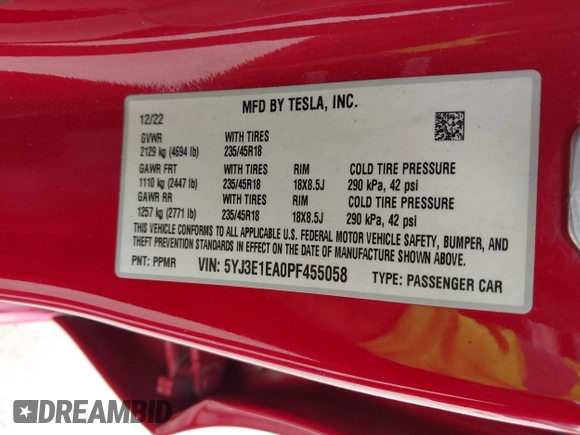 MFD BY TESLA, INC.
12/22
GVWR WITH TIRES
2129 kg (4694 lb) 235/45R18
GAWR FRT WITH TIRES RIM COLD TIRE PRESSURE
1110 kg (2447 lb) 235/45R18 18X8.5J 290 kPa, 42 psi
GAWR RR WITH TIRES RIM COLD TIRE PRESSURE
1257 kg (2771 lb) 235/45R18 18X8.5J 290 kPa, 42 psi
THIS VEHICLE CONFORMS TO ALL APPLICABLE U.S. FEDERAL MOTOR VEHICLE SAFETY, BUMPER, AND
THEFT PREVENTION STANDARDS IN EFFECT ON THE DATE OF MANUFACTURE SHOWN ABOVE.
PNT: PPMR VIN: 5YJ3E1EA0PF455058 TYPE: PASSENGER CAR
DREAMBID